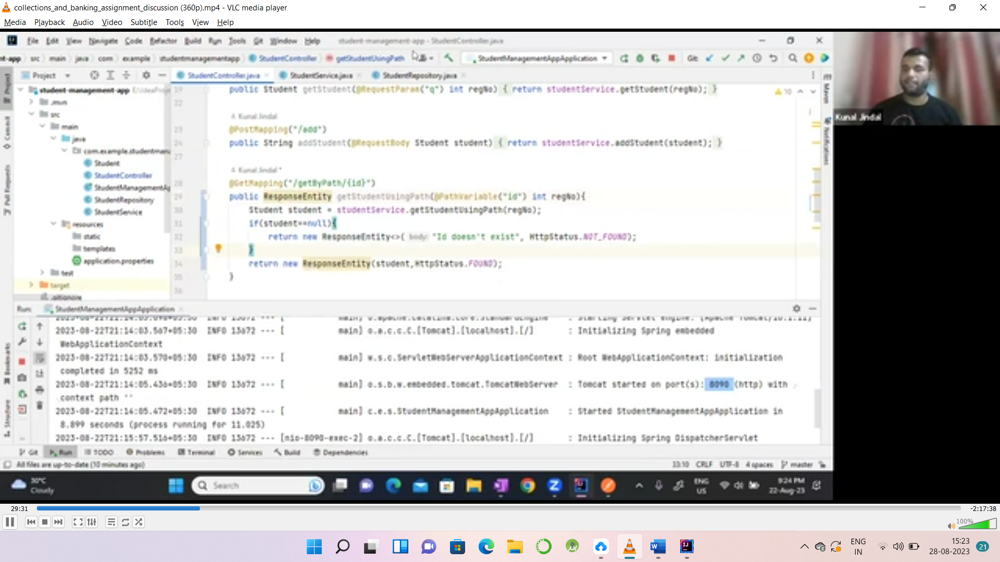 collections_and_banking_assignment_discussion (360p).mp4 - VLC media player
Media Playback Audio Video Subtitle Tools View Help
File Edit View Navigate Code Refactor Build Run Tools Git Window Help student-management-app - StudentController.java
nt-app src main java com example studentmanagementapp StudentController getStudentUsingPath StudentManagementAppApplication Git:
Project StudentController.java StudentService.java StudentRepository.java
student-management-app
.mvn
src
main
java
com.example.studentmana
Student
StudentController
StudentManagementAp
StudentRepository
StudentService
resources
static
templates
application.properties
test
target
.gitignore
Project
Commit
Pull Requests
Bookmarks
Structure
19 public Student getStudent(@RequestParam("q") int regNo) { return studentService.getStudent(regNo); }
22
Kunal Jindal
23 @PostMapping("/add")
24 public String addStudent(@RequestBody Student student) { return studentService.addStudent(student); }
27
Kunal Jindal *
28 @GetMapping("/getByPath/{id}")
29 public ResponseEntity getStudentUsingPath(@PathVariable("id") int regNo){
30 Student student = studentService.getStudentUsingPath(regNo);
31 if(student==null){
32 return new ResponseEntity<>( body: "Id doesn't exist", HttpStatus.NOT_FOUND);
33 }
34 return new ResponseEntity(student,HttpStatus.FOUND);
35 }
36
10
Maven
Notifications
Kunal Jindal
Run: StudentManagementAppApplication
2023-08-22T21:14:03.567+05:30 INFO 13672 --- [ main] o.a.c.c.C.[Tomcat].[localhost].[/] : Initializing Spring embedded
WebApplicationContext
2023-08-22T21:14:03.570+05:30 INFO 13672 --- [ main] w.s.c.ServletWebServerApplicationContext : Root WebApplicationContext: initialization
completed in 5252 ms
2023-08-22T21:14:05.436+05:30 INFO 13672 --- [ main] o.s.b.w.embedded.tomcat.TomcatWebServer : Tomcat started on port(s): 8090 (http) with
context path ''
2023-08-22T21:14:05.472+05:30 INFO 13672 --- [ main] c.e.s.StudentManagementAppApplication : Started StudentManagementAppApplication in
8.899 seconds (process running for 11.025)
2023-08-22T21:15:57.516+05:30 INFO 13672 --- [nio-8090-exec-2] o.a.c.c.C.[Tomcat].[localhost].[/] : Initializing Spring DispatcherServlet
Git Run TODO Problems Terminal Services Build Dependencies
All files are up-to-date (10 minutes ago) 33:10 CRLF UTF-8 4 spaces master
30°C
Cloudy
Search
ENG
US
9:24 PM
22-Aug-23
29:31 -2:17:38
100%
ENG
IN
15:23
28-08-2023
21